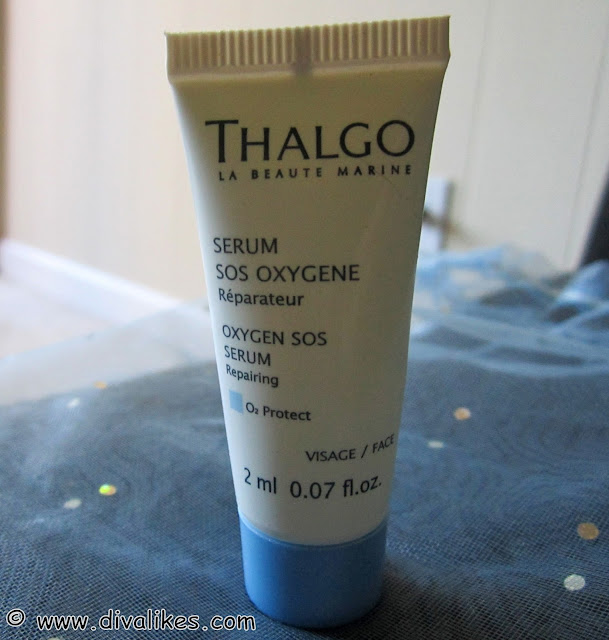 THALGO
LA BEAUTE MARINE
SERUM
SOS OXYGENE
Réparateur
OXYGEN SOS
SERUM
Repairing
O₂ Protect
VISAGE / FACE
2 ml 0.07 fl.oz.
© www.divalikes.com